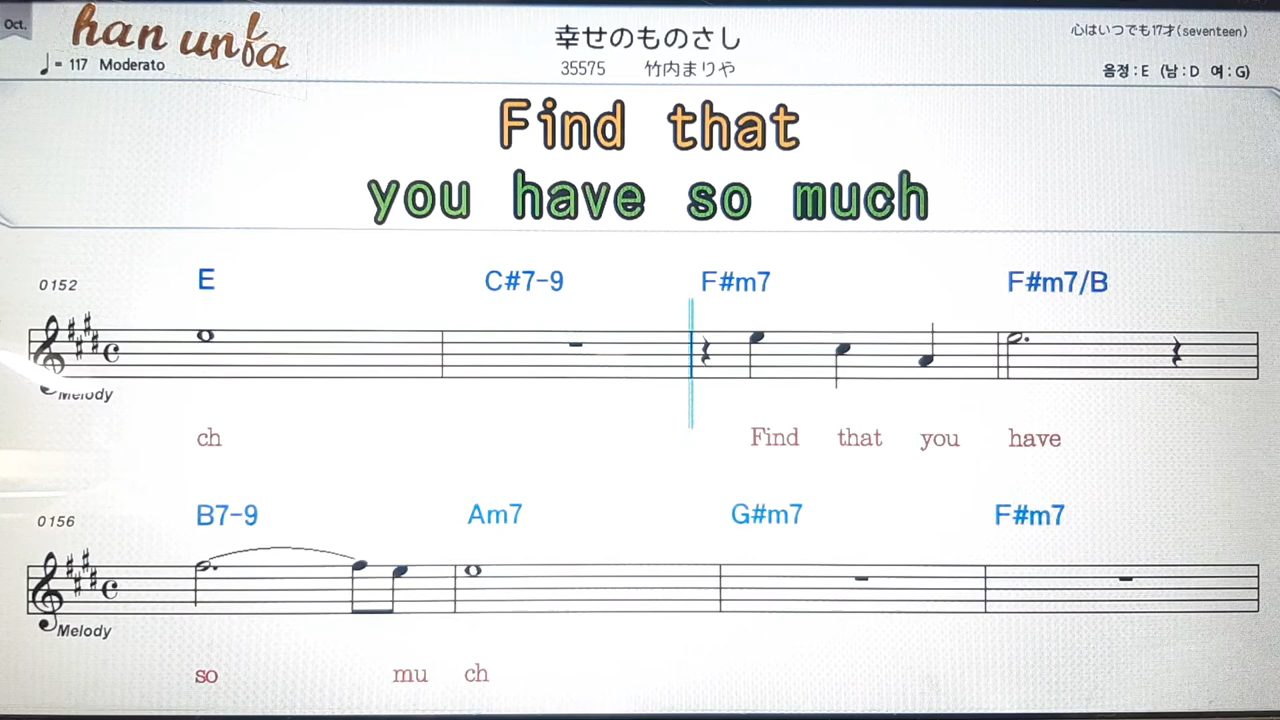 Oct.
han unfa
♩= 117 Moderato
幸せのものさし
35575 竹内まりや
心はいつでも17才(seventeen)
음정 : E (남 : D 여 : G)
Find that
you have so much
0152 E C#7-9 F#m7 F#m7/B
Melody
ch Find that you have
0156 B7-9 Am7 G#m7 F#m7
Melody
so mu ch